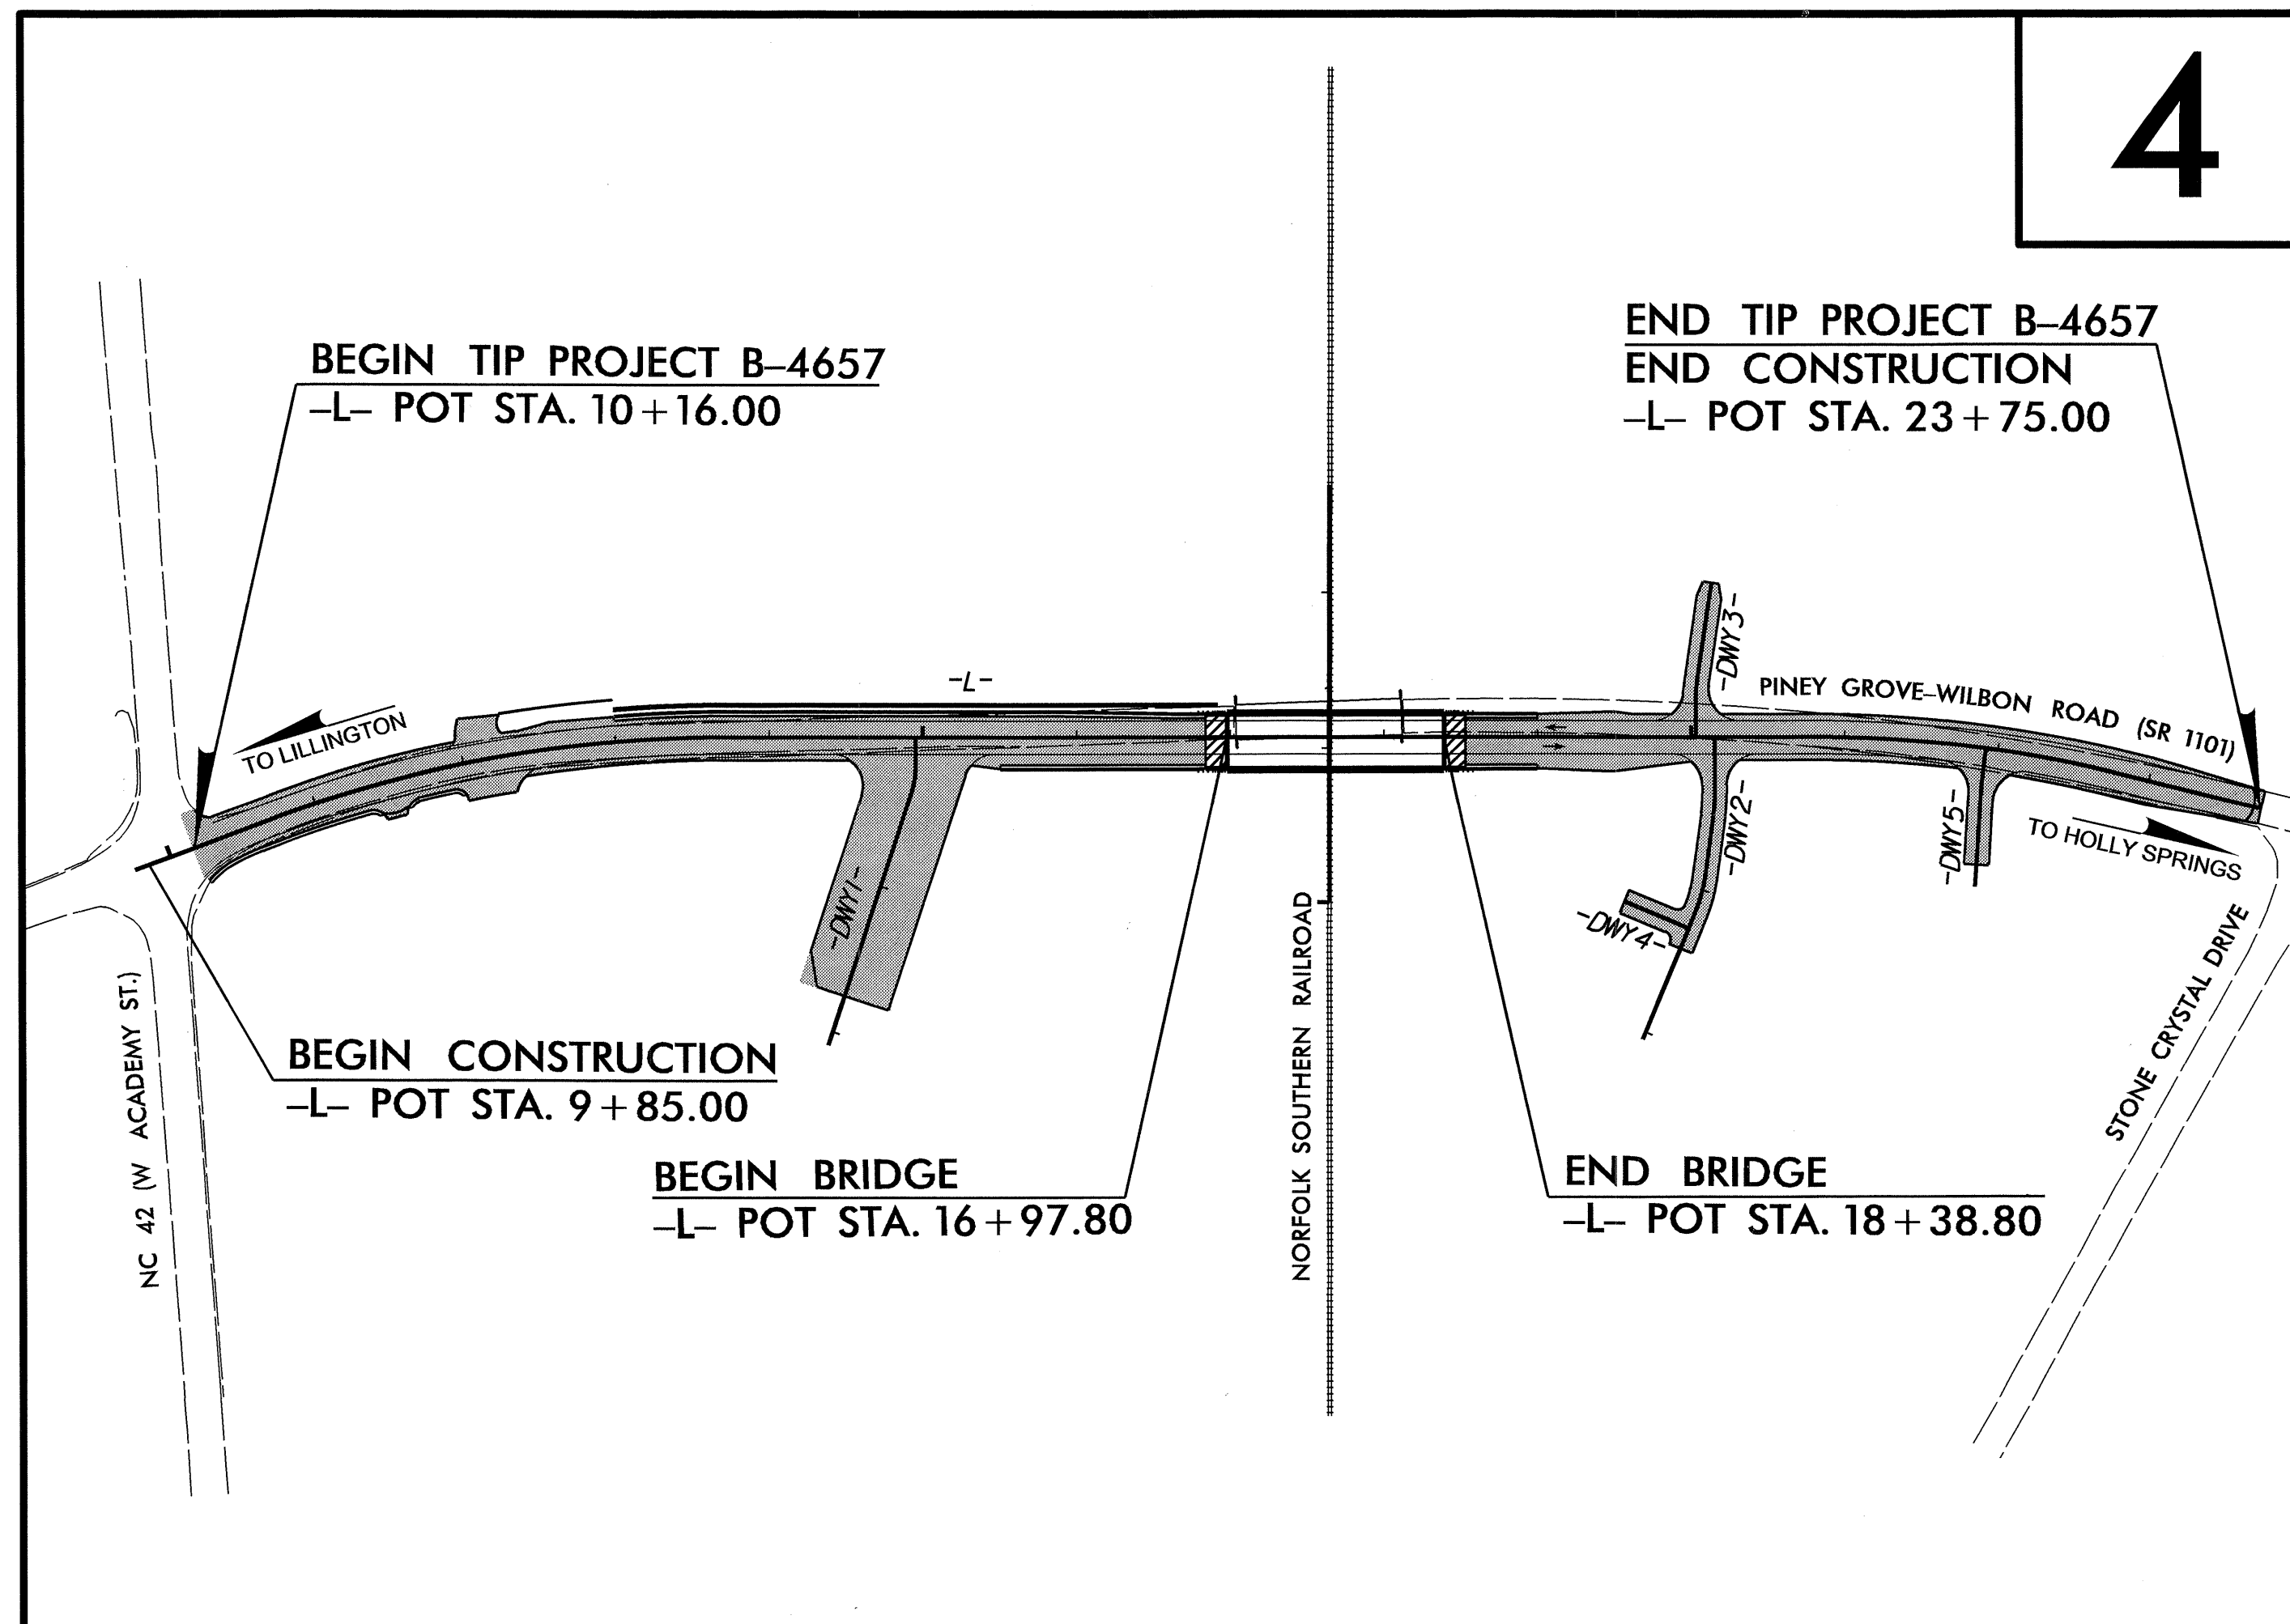 4
BEGIN TIP PROJECT B–4657
–L– POT STA. 10+16.00
END TIP PROJECT B–4657
END CONSTRUCTION
–L– POT STA. 23+75.00
-L-
-DWY3-
PINEY GROVE–WILBON ROAD (SR 1101)
TO LILLINGTON
-DWY1-
-DWY2-
-DWY5-
TO HOLLY SPRINGS
-DWY4-
NORFOLK SOUTHERN RAILROAD
STONE CRYSTAL DRIVE
NC 42 (W ACADEMY ST.)
BEGIN CONSTRUCTION
–L– POT STA. 9+85.00
BEGIN BRIDGE
–L– POT STA. 16+97.80
END BRIDGE
–L– POT STA. 18+38.80